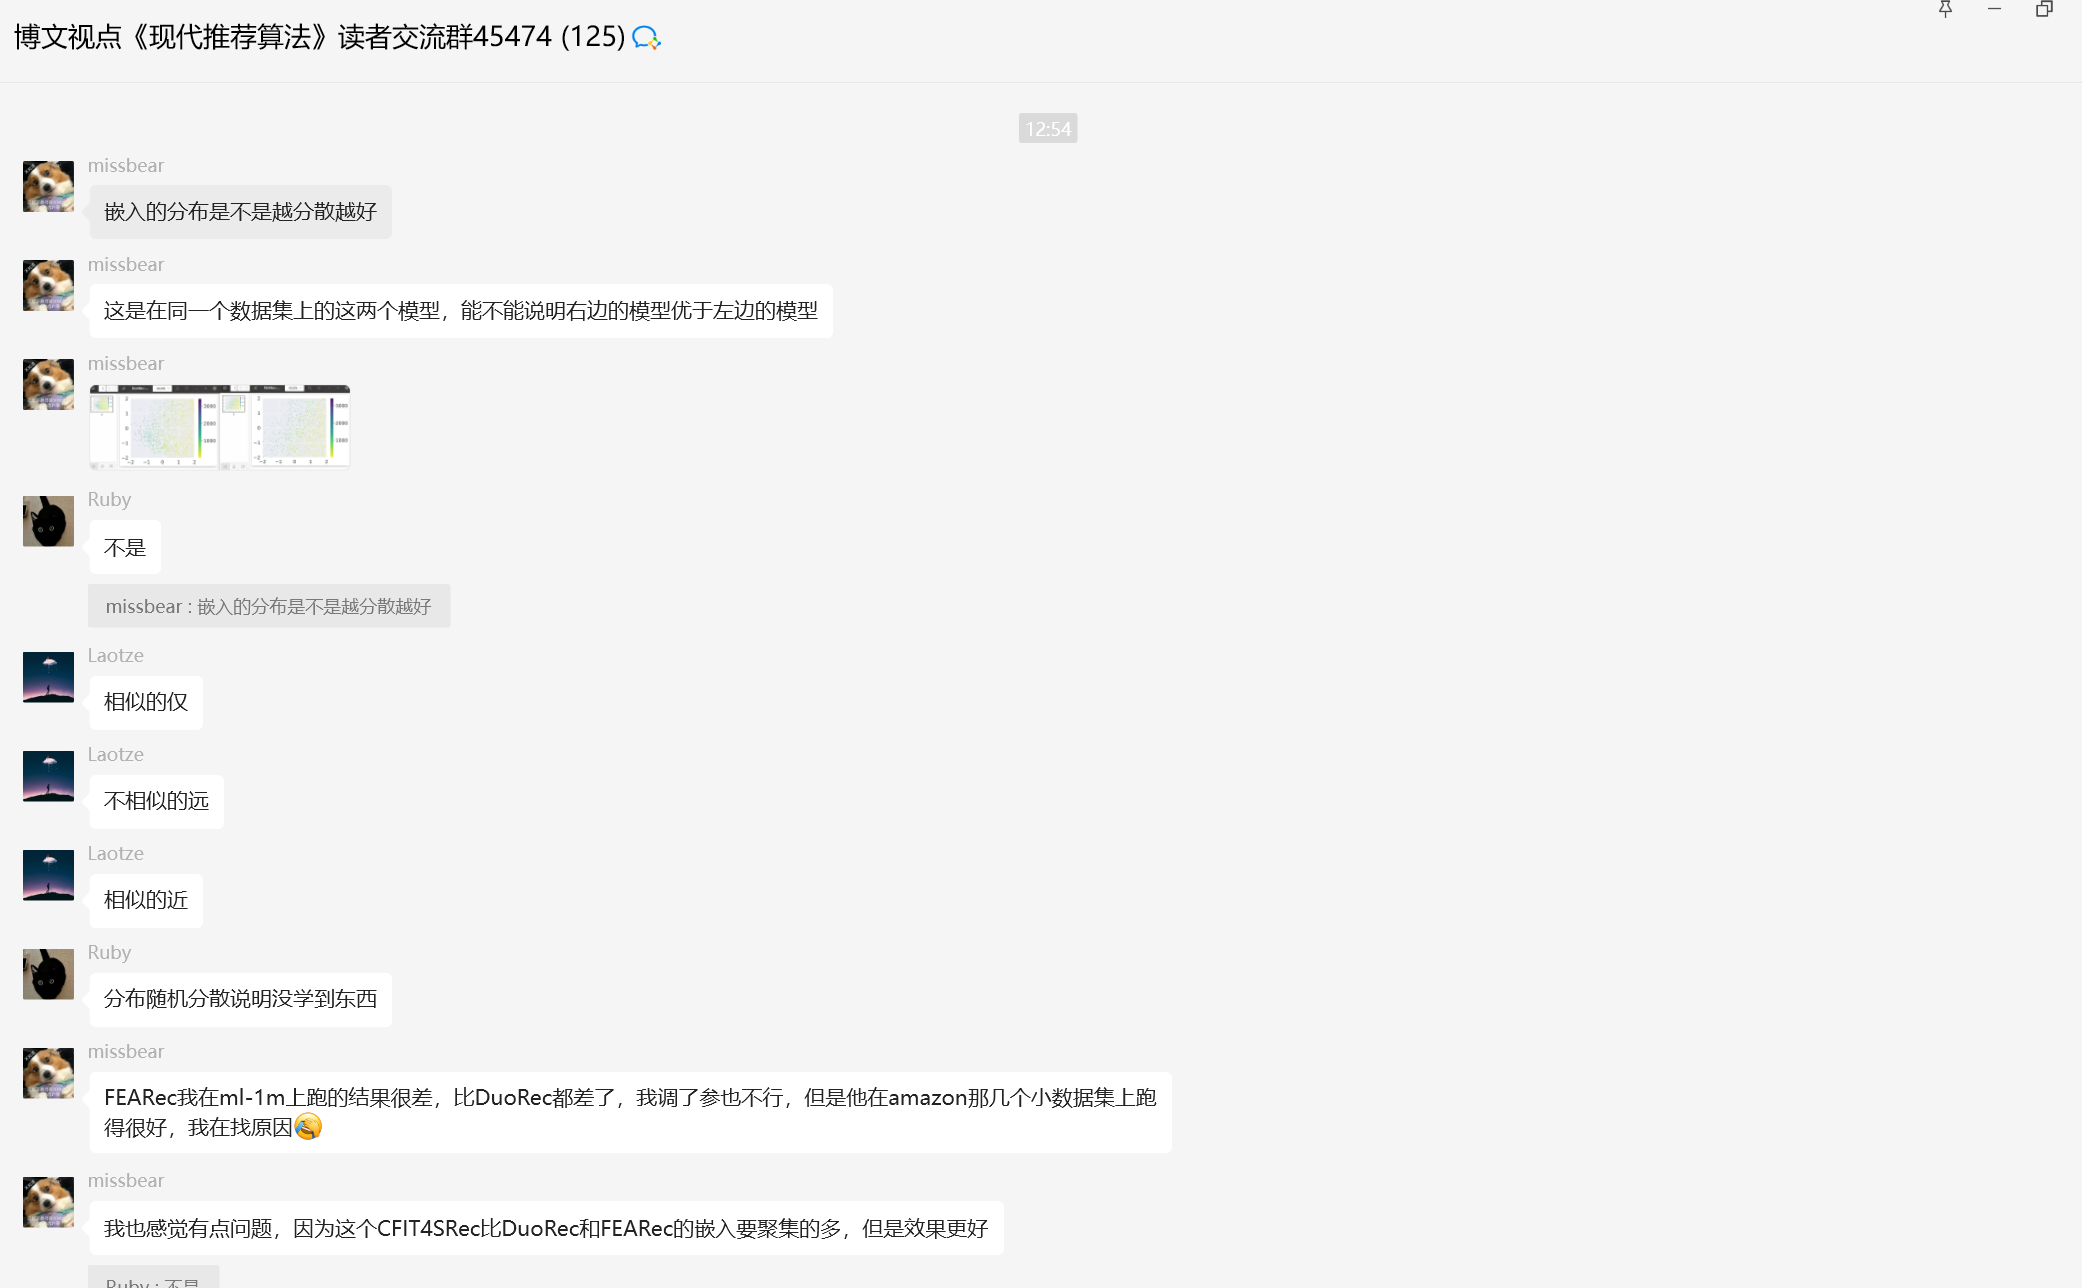 博文视点《现代推荐算法》读者交流群45474 (125)
12:54
missbear
嵌入的分布是不是越分散越好
missbear
这是在同一个数据集上的这两个模型，能不能说明右边的模型优于左边的模型
missbear
Ruby
不是
missbear : 嵌入的分布是不是越分散越好
Laotze
相似的仅
Laotze
不相似的远
Laotze
相似的近
Ruby
分布随机分散说明没学到东西
missbear
FEARec我在ml-1m上跑的结果很差，比DuoRec都差了，我调了参也不行，但是他在amazon那几个小数据集上跑
得很好，我在找原因
missbear
我也感觉有点问题，因为这个CFIT4SRec比DuoRec和FEARec的嵌入要聚集的多，但是效果更好
Ruby : 不是